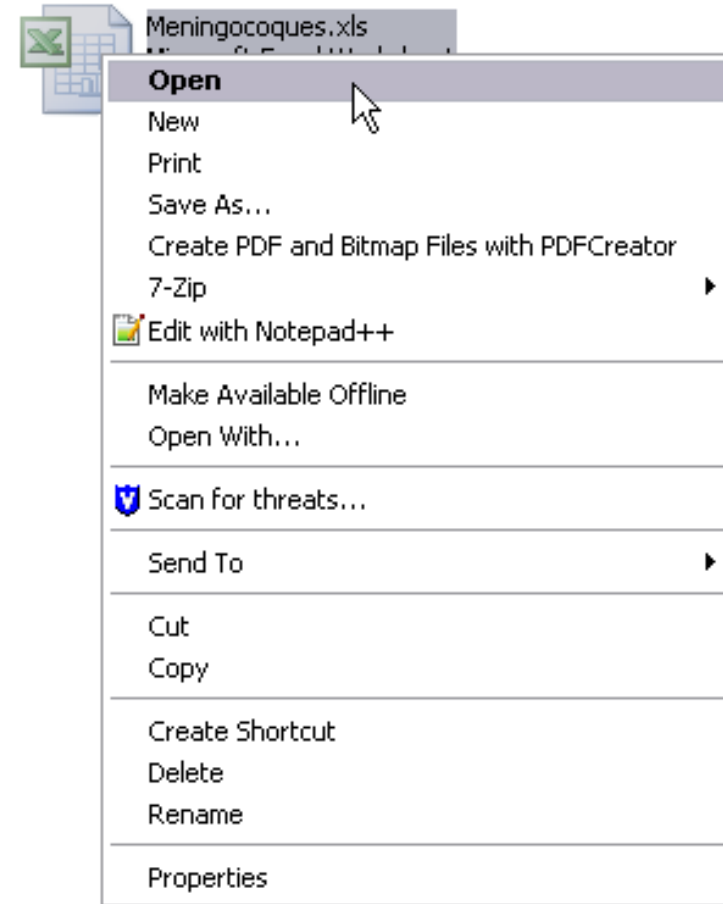 Meningocoques.xls
Open
New
Print
Save As...
Create PDF and Bitmap Files with PDFCreator
7-Zip
Edit with Notepad++
Make Available Offline
Open With...
Scan for threats...
Send To
Cut
Copy
Create Shortcut
Delete
Rename
Properties